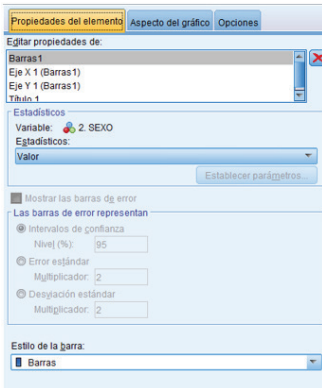 Propiedades del elemento Aspecto del gráfico Opciones
Editar propiedades de:
Barras1
Eje X 1 (Barras1)
Eje Y 1 (Barras1)
Título 1
Estadísticos
Variable: 2. SEXO
Estadísticos:
Valor
Establecer parámetros...
Mostrar las barras de error
Las barras de error representan
Intervalos de confianza
Nivel (%): 95
Error estándar
Multiplicador: 2
Desviación estándar
Multiplicador: 2
Estilo de la barra:
Barras